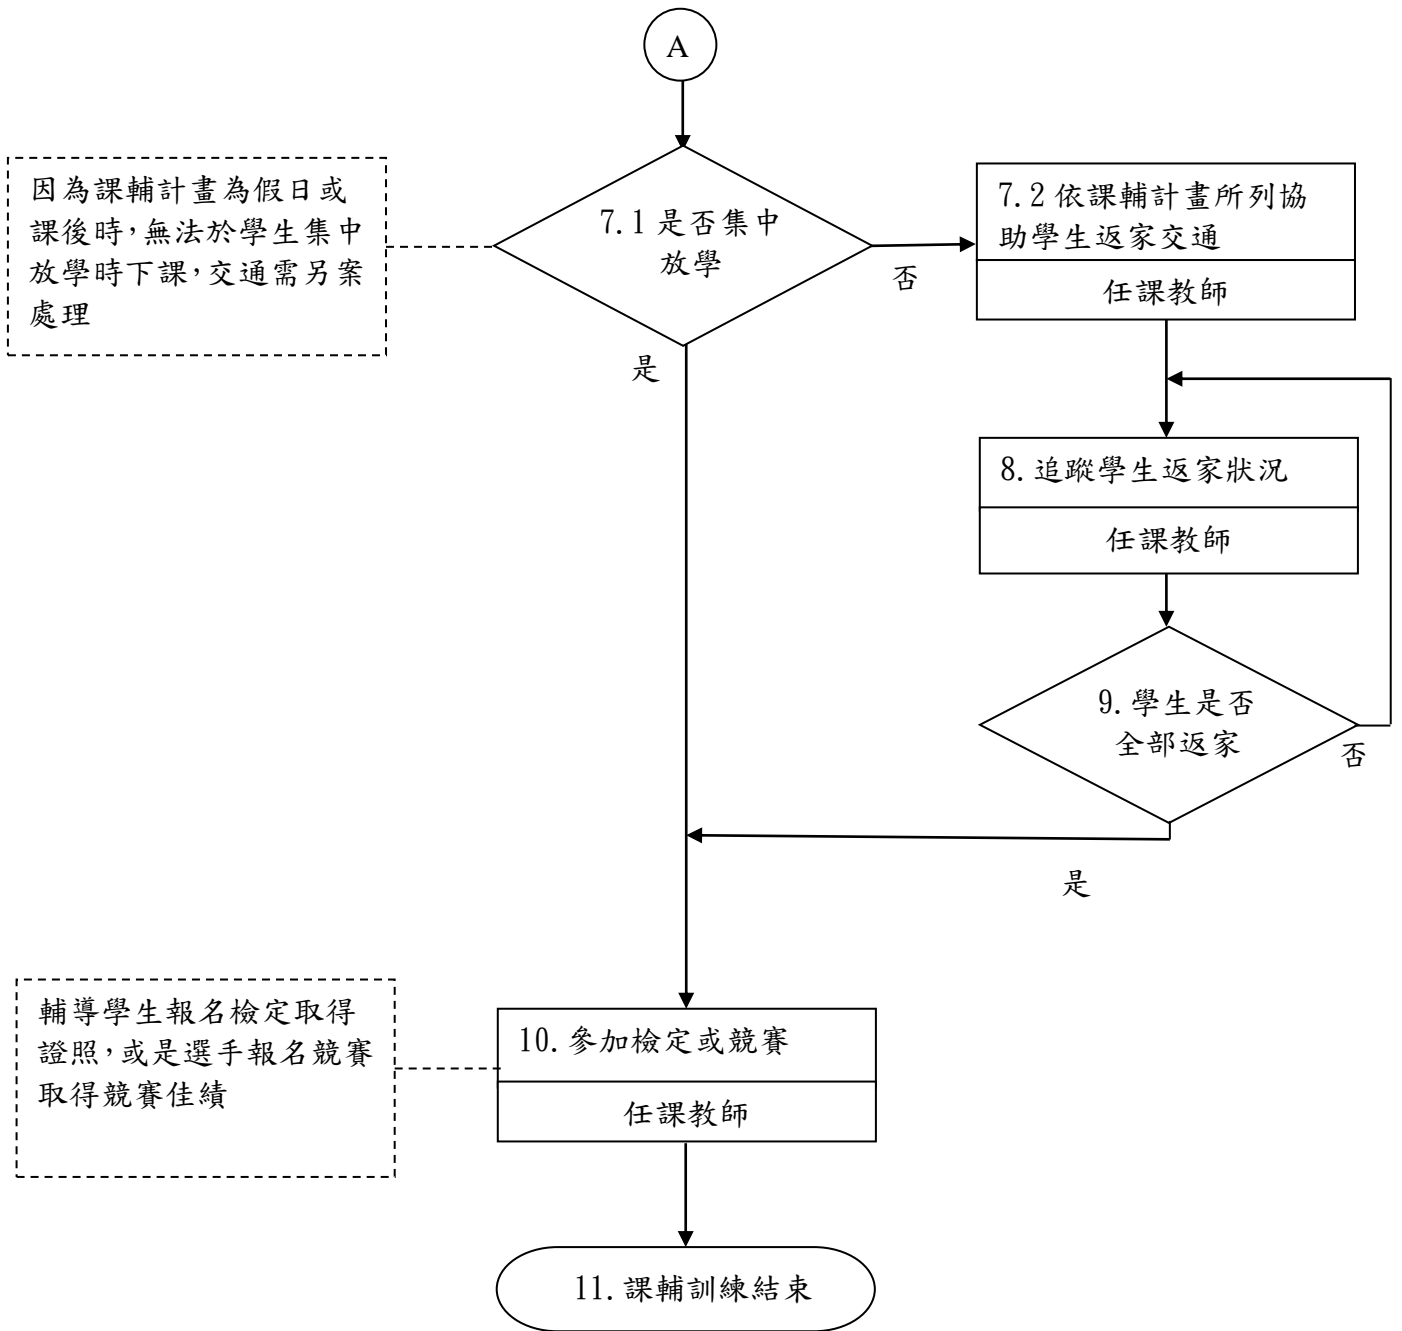 A
因為課輔計畫為假日或
課後時，無法於學生集中
放學時下課，交通需另案
處理
7.1 是否集中
放學
否
是
7.2 依課輔計畫所列協
助學生返家交通
任課教師
8. 追蹤學生返家狀況
任課教師
9. 學生是否
全部返家
否
是
輔導學生報名檢定取得
證照，或是選手報名競賽
取得競賽佳績
10. 參加檢定或競賽
任課教師
11. 課輔訓練結束